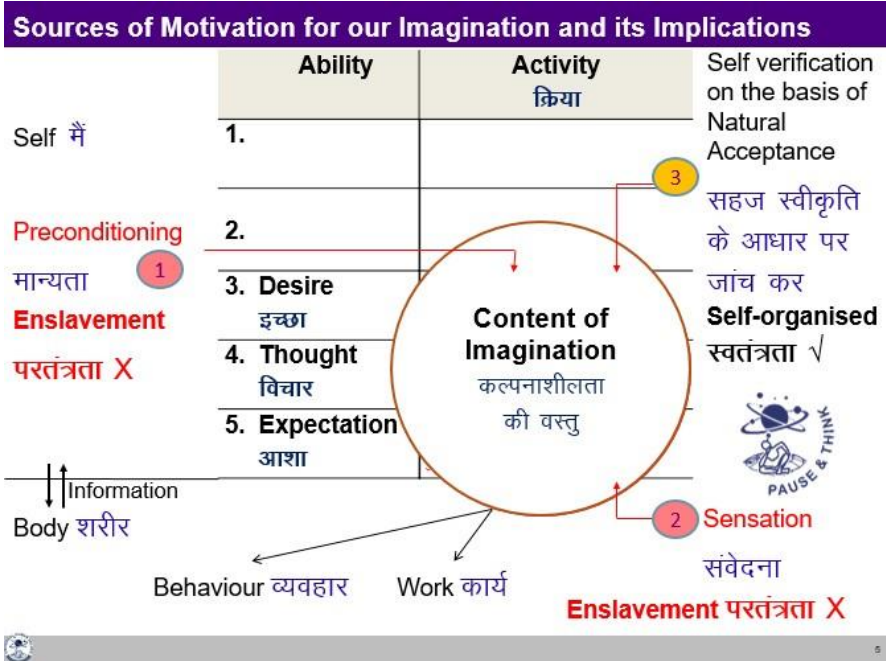 Sources of Motivation for our Imagination and its Implications
Ability
Activity
क्रिया
Self verification
on the basis of
Natural
Acceptance
सहज स्वीकृति
के आधार पर
जांच कर
Self-organised
स्वतंत्रता √
Self मैं
1.
3
Preconditioning
मान्यता
1
Enslavement
परतंत्रता X
2.
3. Desire
इच्छा
4. Thought
विचार
5. Expectation
आशा
Content of
Imagination
कल्पनाशीलता
की वस्तु
PAUSE & THINK
Information
Body शरीर
2 Sensation
संवेदना
Enslavement परतंत्रता X
Behaviour व्यवहार
Work कार्य